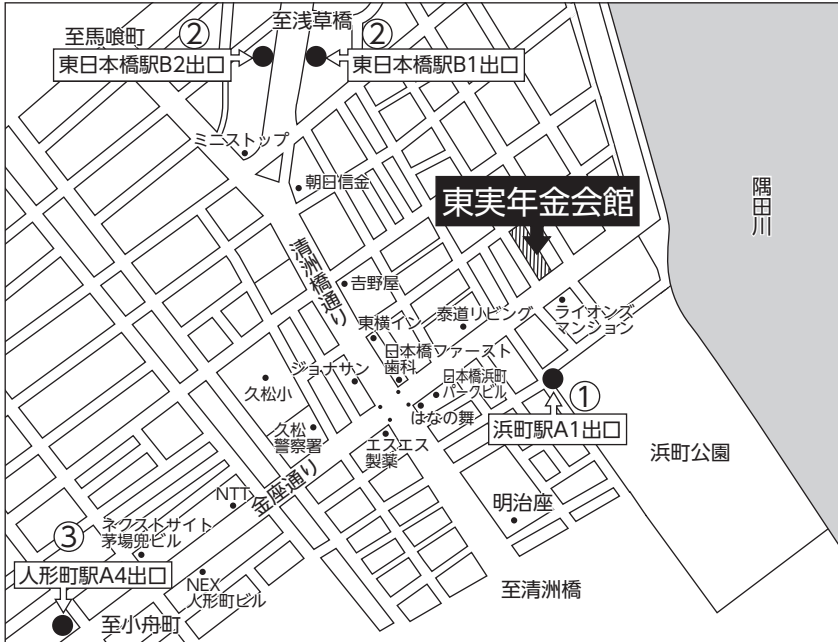 至浅草橋
至馬喰町
②
②
東日本橋駅B2出口
東日本橋駅B1出口
ミニストップ
朝日信金
東実年金会館
隅田川
清洲橋通り
吉野屋
東横イン
泰道リビング
ライオンズ
マンション
日本橋ファースト
歯科
ジョナサン
久松小
日本橋浜町
パークビル
はなの舞
①
浜町駅A1出口
久松
警察署
エスエス
製薬
浜町公園
金座通り
NTT
明治座
③
ネクストサイト
茅場兜ビル
人形町駅A4出口
NEX
人形町ビル
至清洲橋
至小舟町